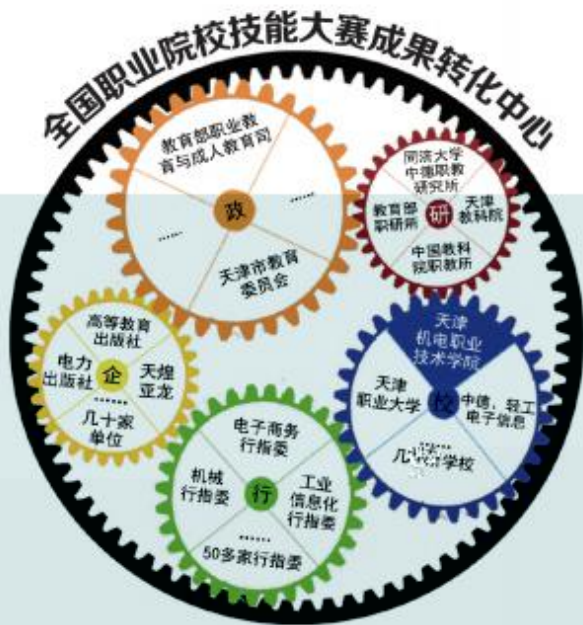 全国职业院校技能大赛成果转化中心
教育部职业教
育与成人教育司
......
......
天津市教育
委员会
政
同济大学
中德职教
研究所
教育部
职研所
研
天津
教科院
中国教科
院职教所
高等教育
出版社
电力
出版社
企
天煌
亚龙
......
几十家
单位
天津
机电职业
技术学院
天津
职业大学
校
中德、轻工
电子信息
......
学校
电子商务
行指委
机械
行指委
行
工业
信息化
行指委
......
50多家行指委